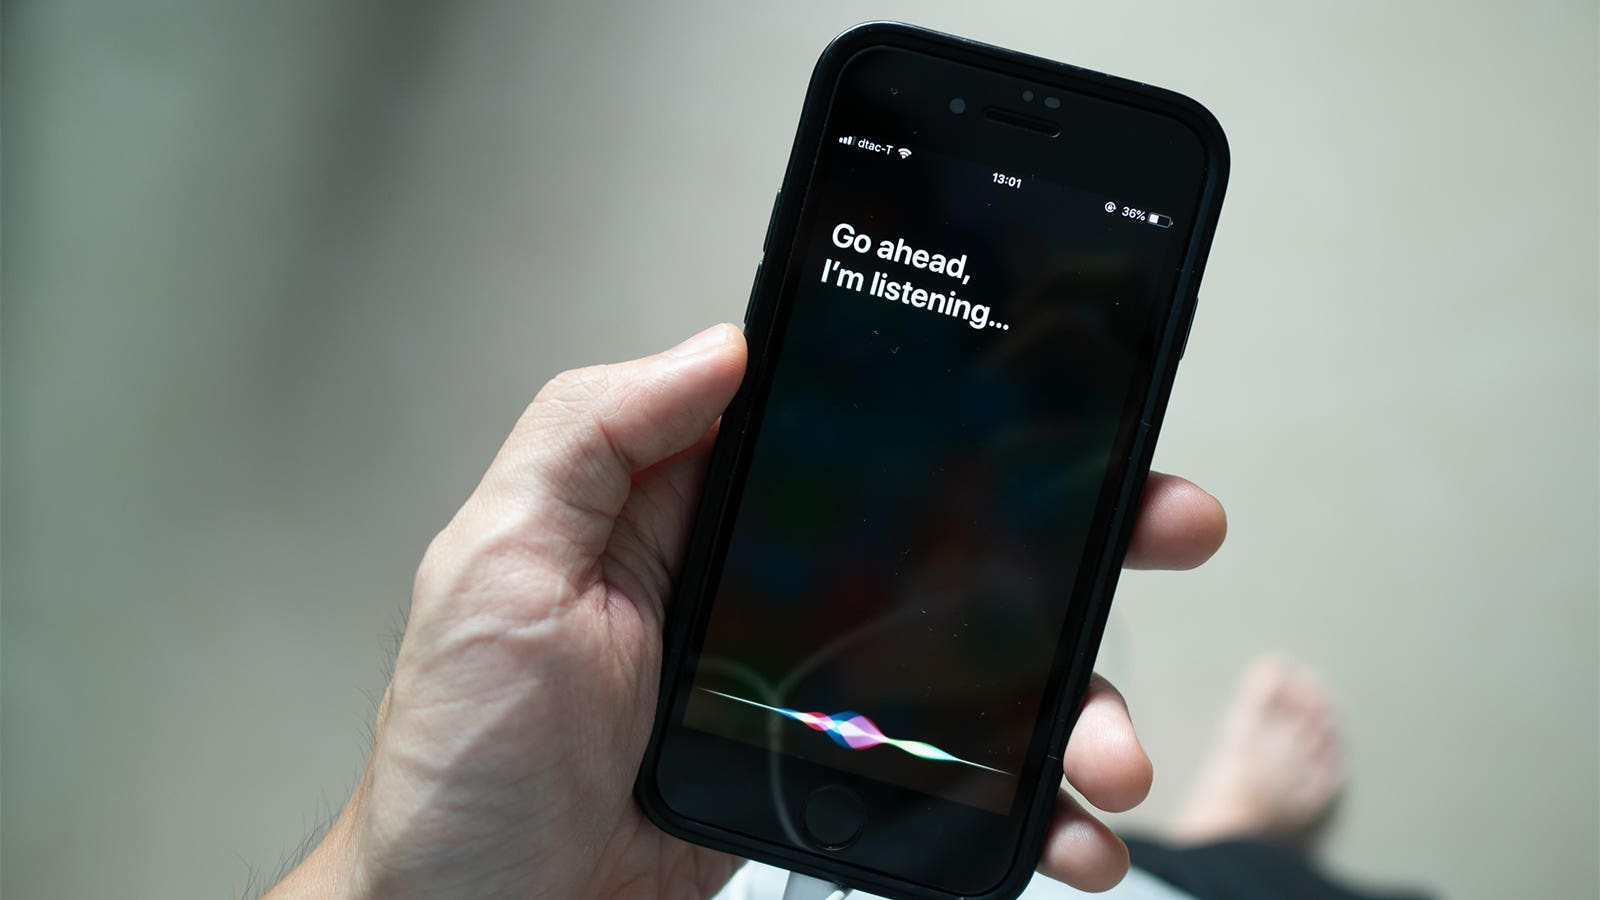 dtac-T
13:01
36%
Go ahead,
I'm listening...